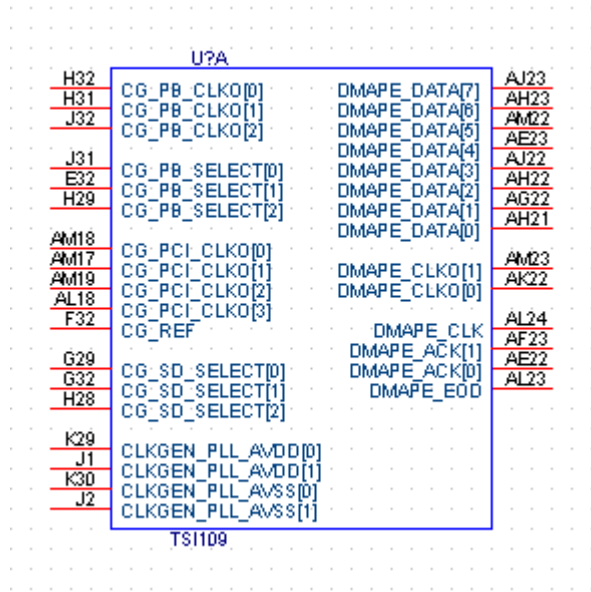 U?A
H32 CG_PB_CLKO[0] DMAPE_DATA[7] AJ23
H31 CG_PB_CLKO[1] DMAPE_DATA[6] AH23
J32 CG_PB_CLKO[2] DMAPE_DATA[5] AM22
DMAPE_DATA[4] AE23
J31 CG_PB_SELECT[0] DMAPE_DATA[3] AJ22
E32 CG_PB_SELECT[1] DMAPE_DATA[2] AH22
H29 CG_PB_SELECT[2] DMAPE_DATA[1] AG22
DMAPE_DATA[0] AH21
AM18 CG_PCI_CLKO[0]
AM17 CG_PCI_CLKO[1] DMAPE_CLKO[1] AM23
AM19 CG_PCI_CLKO[2] DMAPE_CLKO[0] AK22
AL18 CG_PCI_CLKO[3]
F32 CG_REF DMAPE_CLK AL24
DMAPE_ACK[1] AF23
G29 CG_SD_SELECT[0] DMAPE_ACK[0] AE22
G32 CG_SD_SELECT[1] DMAPE_EOD AL23
H28 CG_SD_SELECT[2]
K29 CLKGEN_PLL_AVDD[0]
J1 CLKGEN_PLL_AVDD[1]
K30 CLKGEN_PLL_AVSS[0]
J2 CLKGEN_PLL_AVSS[1]
TSI109